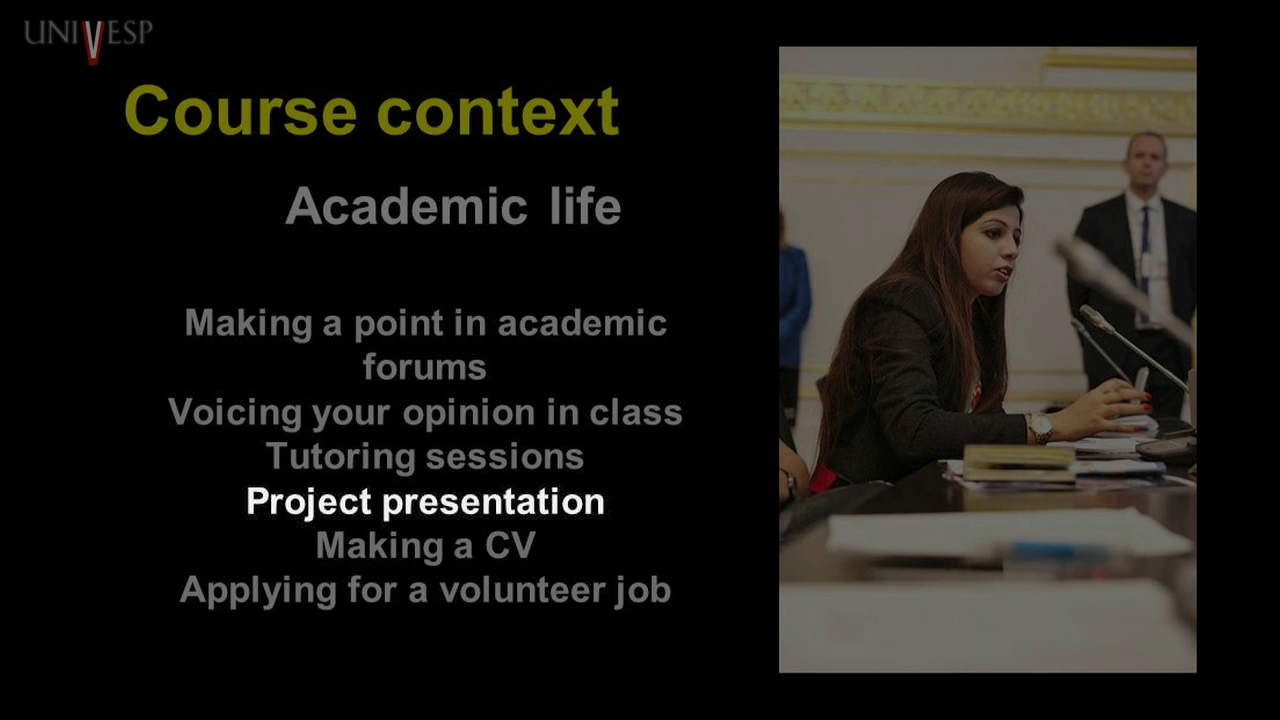 UNIVESP
Course context
Academic life
Making a point in academic
forums
Voicing your opinion in class
Tutoring sessions
Project presentation
Making a CV
Applying for a volunteer job